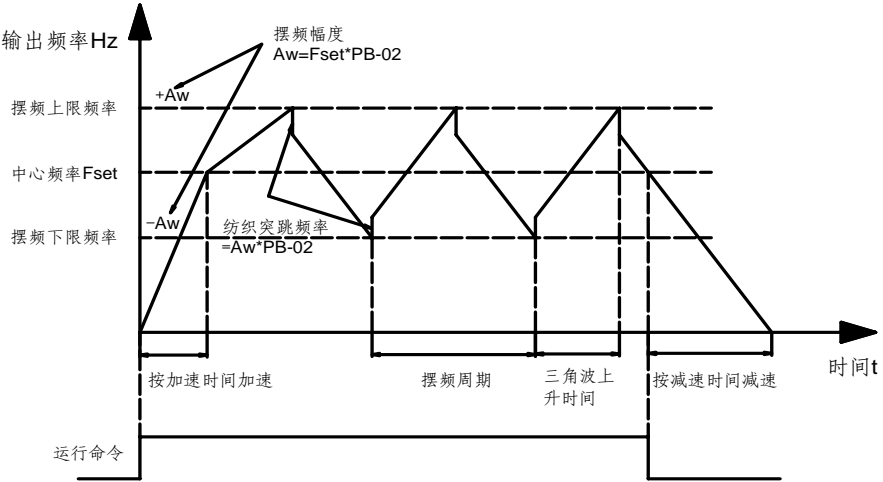 输出频率Hz
摆频幅度
Aw=Fset*PB-02
+Aw
摆频上限频率
中心频率Fset
−Aw
摆频下限频率
纺织突跳频率
=Aw*PB-02
时间t
按加速时间加速
摆频周期
三角波上
升时间
按减速时间减速
运行命令